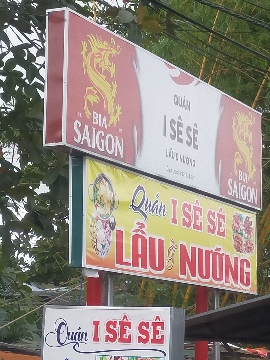 BIA
SAIGON
QUÁN
I SÊ SÊ
LẨU & NƯỚNG
BIA
SAIGON
Quán I SÊ SÊ
LẨU & NƯỚNG
Quán I SÊ SÊ